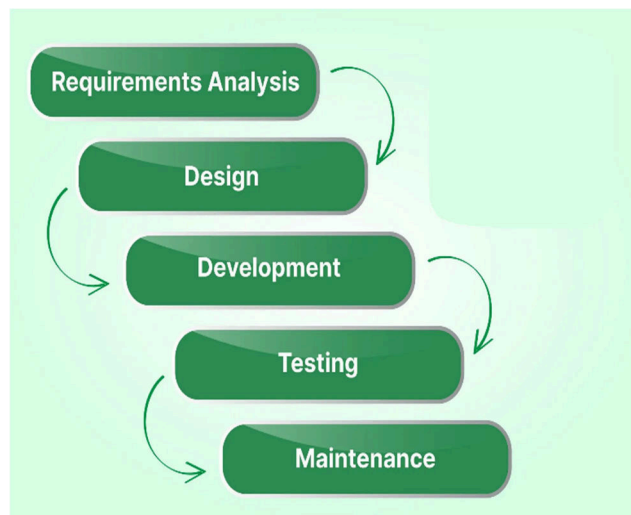 Requirements Analysis
Design
Development
Testing
Maintenance